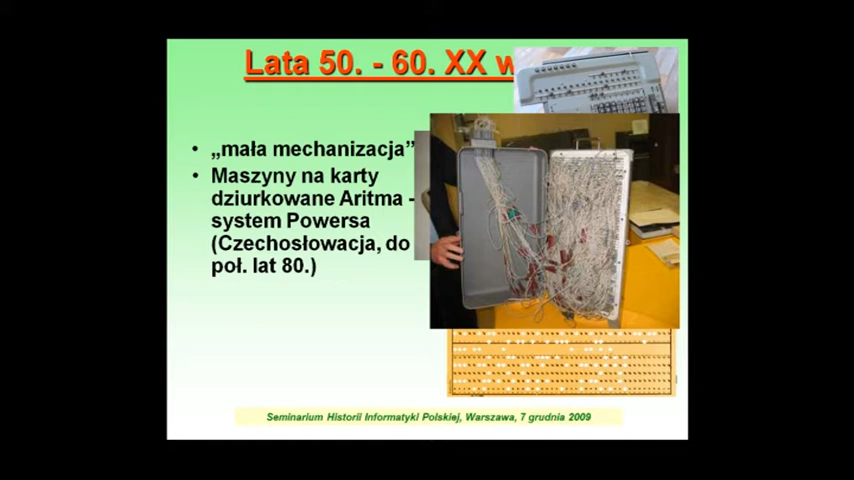 Lata 50. - 60. XX w
• „mała mechanizacja”
• Maszyny na karty
dziurkowane Aritma -
system Powersa
(Czechosłowacja, do
poł. lat 80.)
Seminarium Historii Informatyki Polskiej, Warszawa, 7 grudnia 2009